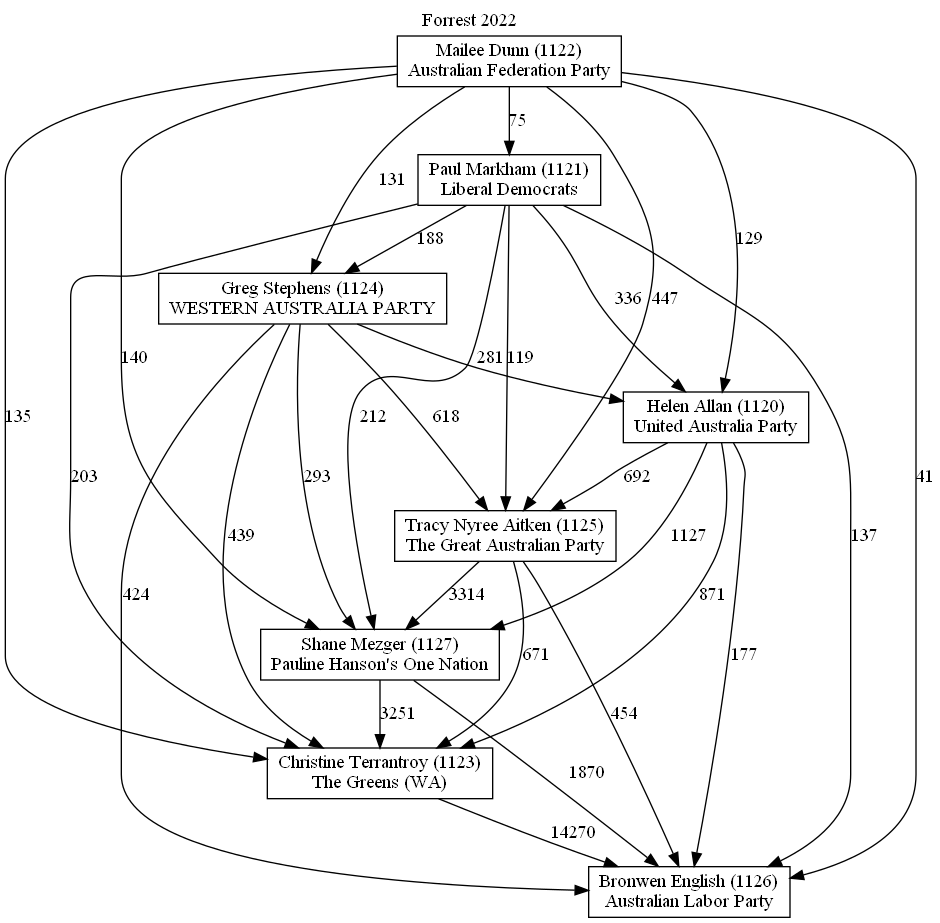 Forrest 2022
Mailee Dunn (1122)
Australian Federation Party
75
Paul Markham (1121)
Liberal Democrats
131
188
129
Greg Stephens (1124)
WESTERN AUSTRALIA PARTY
336
447
140
281
119
135
203
212
618
Helen Allan (1120)
United Australia Party
293
692
41
439
Tracy Nyree Aitken (1125)
The Great Australian Party
1127
137
424
3314
871
Shane Mezger (1127)
Pauline Hanson's One Nation
671
177
3251
454
Christine Terrantroy (1123)
The Greens (WA)
1870
14270
Bronwen English (1126)
Australian Labor Party